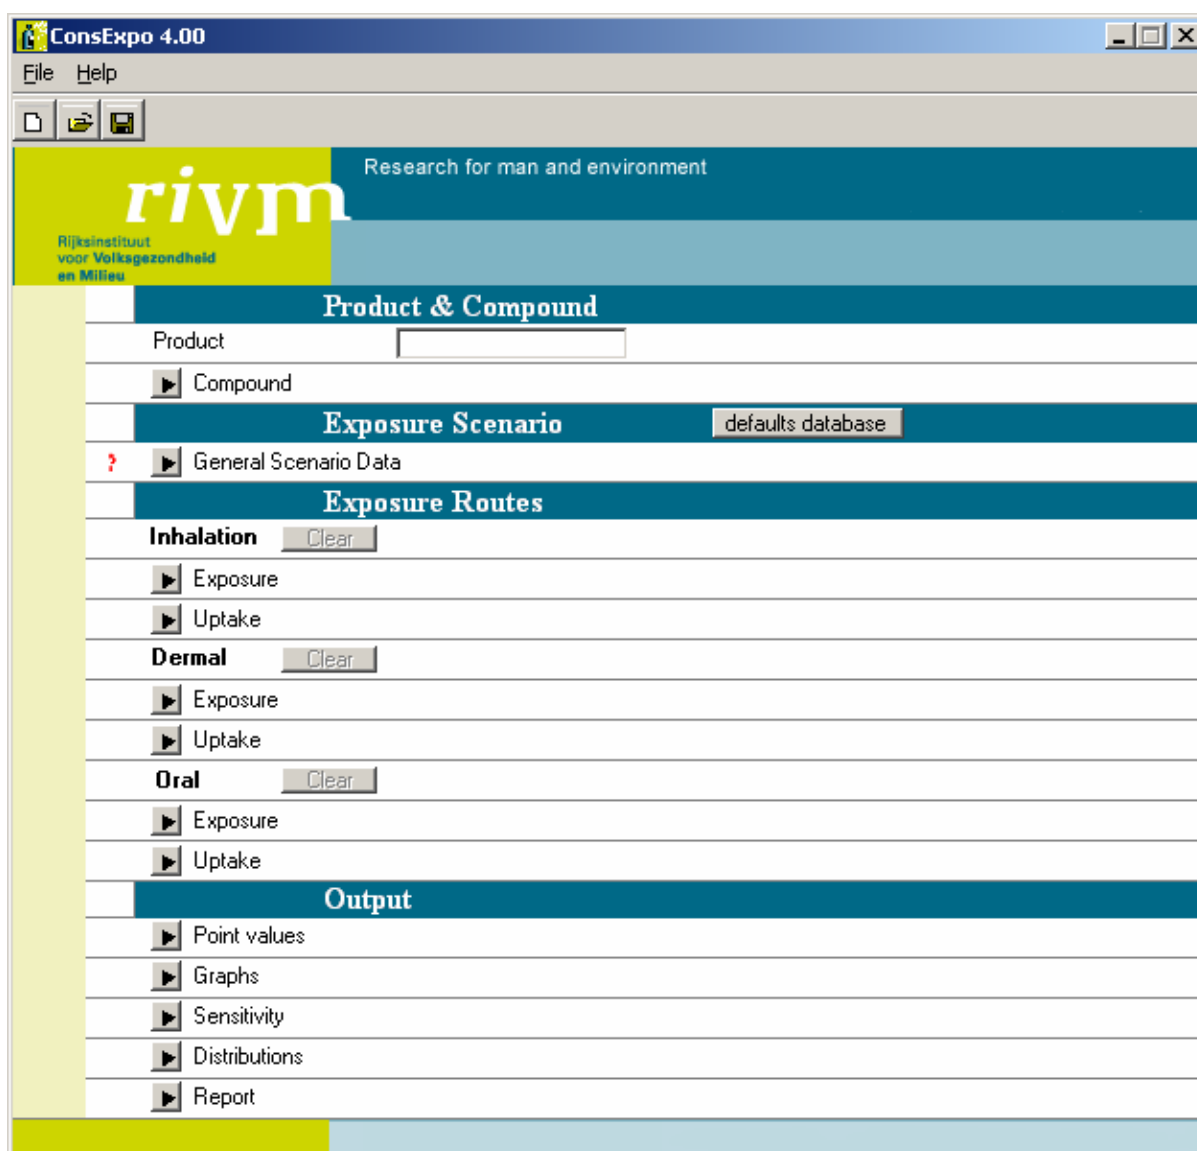 ConsExpo 4.00
File Help
rivm
Research for man and environment
Rijksinstituut
voor Volksgezondheid
en Milieu
Product & Compound
Product
Compound
Exposure Scenario defaults database
? General Scenario Data
Exposure Routes
Inhalation Clear
Exposure
Uptake
Dermal Clear
Exposure
Uptake
Oral Clear
Exposure
Uptake
Output
Point values
Graphs
Sensitivity
Distributions
Report